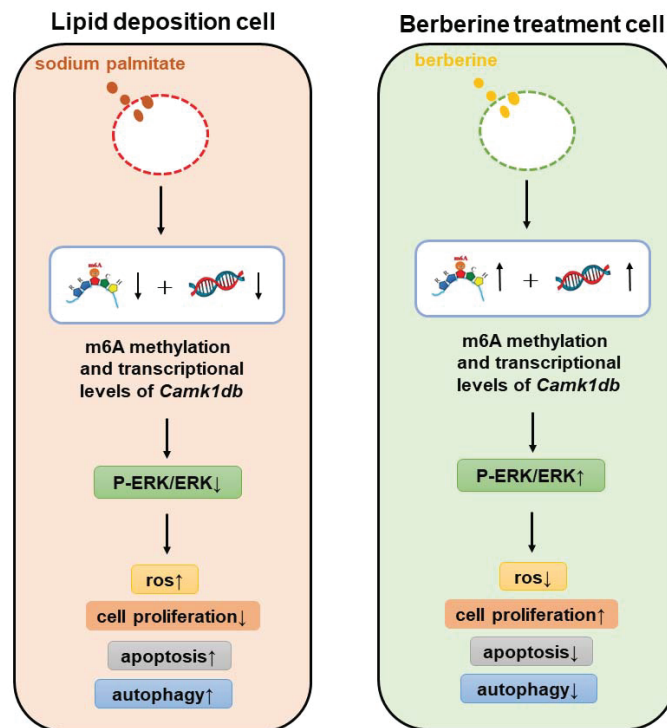 Lipid deposition cell
sodium palmitate
m6A
↓ + ↓
m6A methylation
and transcriptional
levels of Camk1db
P-ERK/ERK↓
ros↑
cell proliferation↓
apoptosis↑
autophagy↑
Berberine treatment cell
berberine
m6A
↑ + ↑
m6A methylation
and transcriptional
levels of Camk1db
P-ERK/ERK↑
ros↓
cell proliferation↑
apoptosis↓
autophagy↓